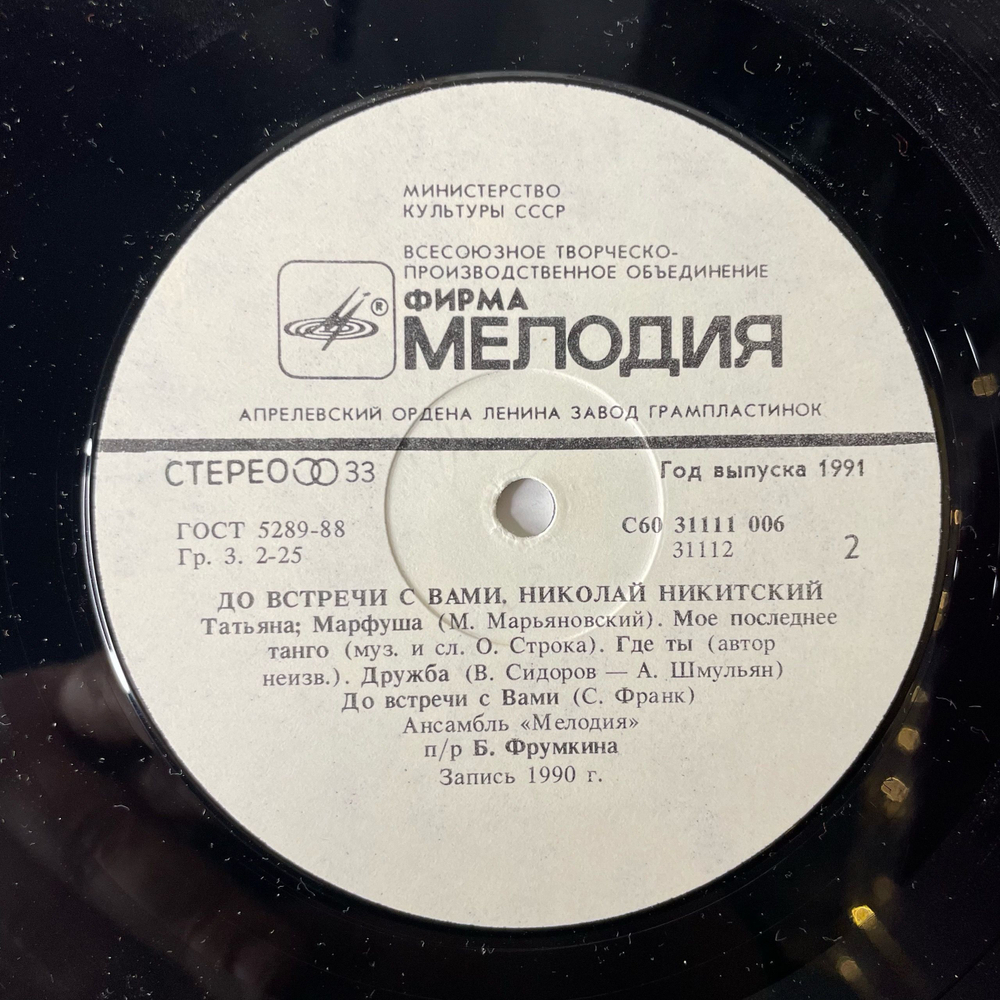 МИНИСТЕРСТВО
КУЛЬТУРЫ СССР
ВСЕСОЮЗНОЕ ТВОРЧЕСКО-
ПРОИЗВОДСТВЕННОЕ ОБЪЕДИНЕНИЕ
®
ФИРМА
МЕЛОДИЯ
АПРЕЛЕВСКИЙ ОРДЕНА ЛЕНИНА ЗАВОД ГРАМПЛАСТИНОК
СТЕРЕО 33 Год выпуска 1991
ГОСТ 5289-88 С60 31111 006
Гр. 3. 2-25 31112 2
ДО ВСТРЕЧИ С ВАМИ. НИКОЛАЙ НИКИТСКИЙ
Татьяна; Марфуша (М. Марьяновский). Мое последнее
танго (муз. и сл. О. Строка). Где ты (автор
неизв.). Дружба (В. Сидоров — А. Шмульян)
До встречи с Вами (С. Франк)
Ансамбль «Мелодия»
п/р Б. Фрумкина
Запись 1990 г.